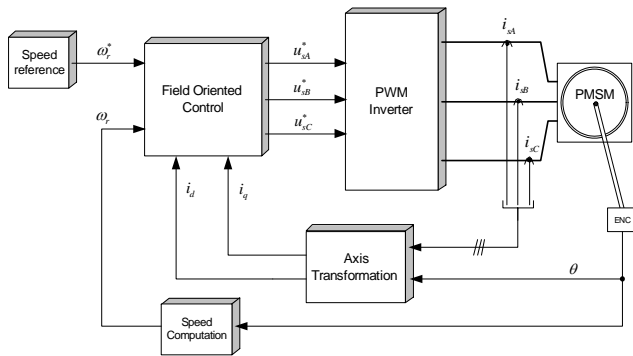 Speed
reference
ω*r
ωr
Field Oriented
Control
u*sA
u*sB
u*sC
PWM
Inverter
isA
isB
isC
PMSM
ENC
id
iq
Axis
Transformation
θ
Speed
Computation